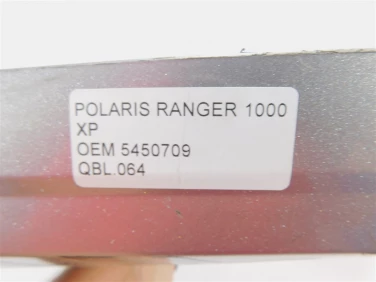 POLARIS RANGER 1000
XP
OEM 5450709
QBL.064